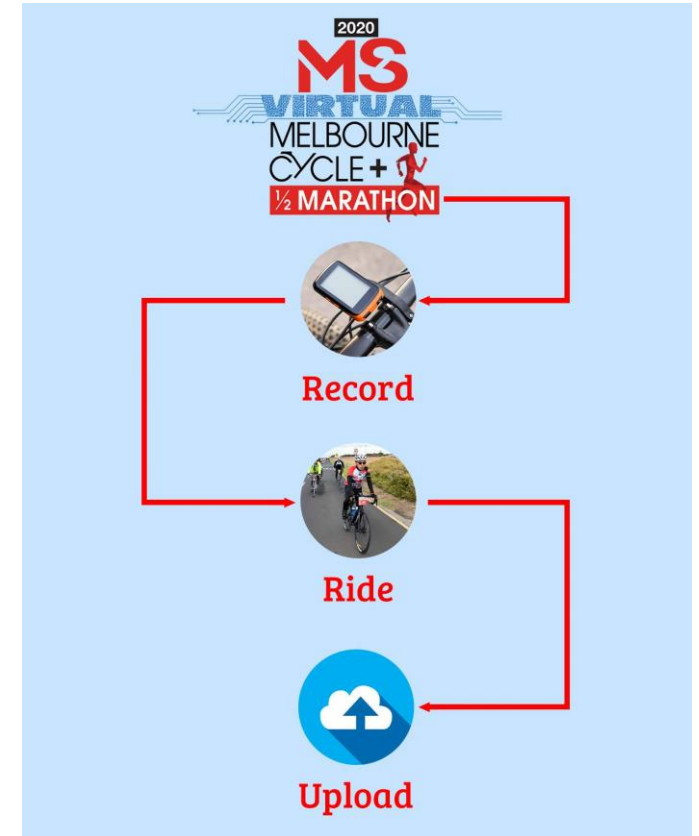 2020
MS
VIRTUAL
MELBOURNE
CYCLE +
½ MARATHON
Record
Ride
Upload